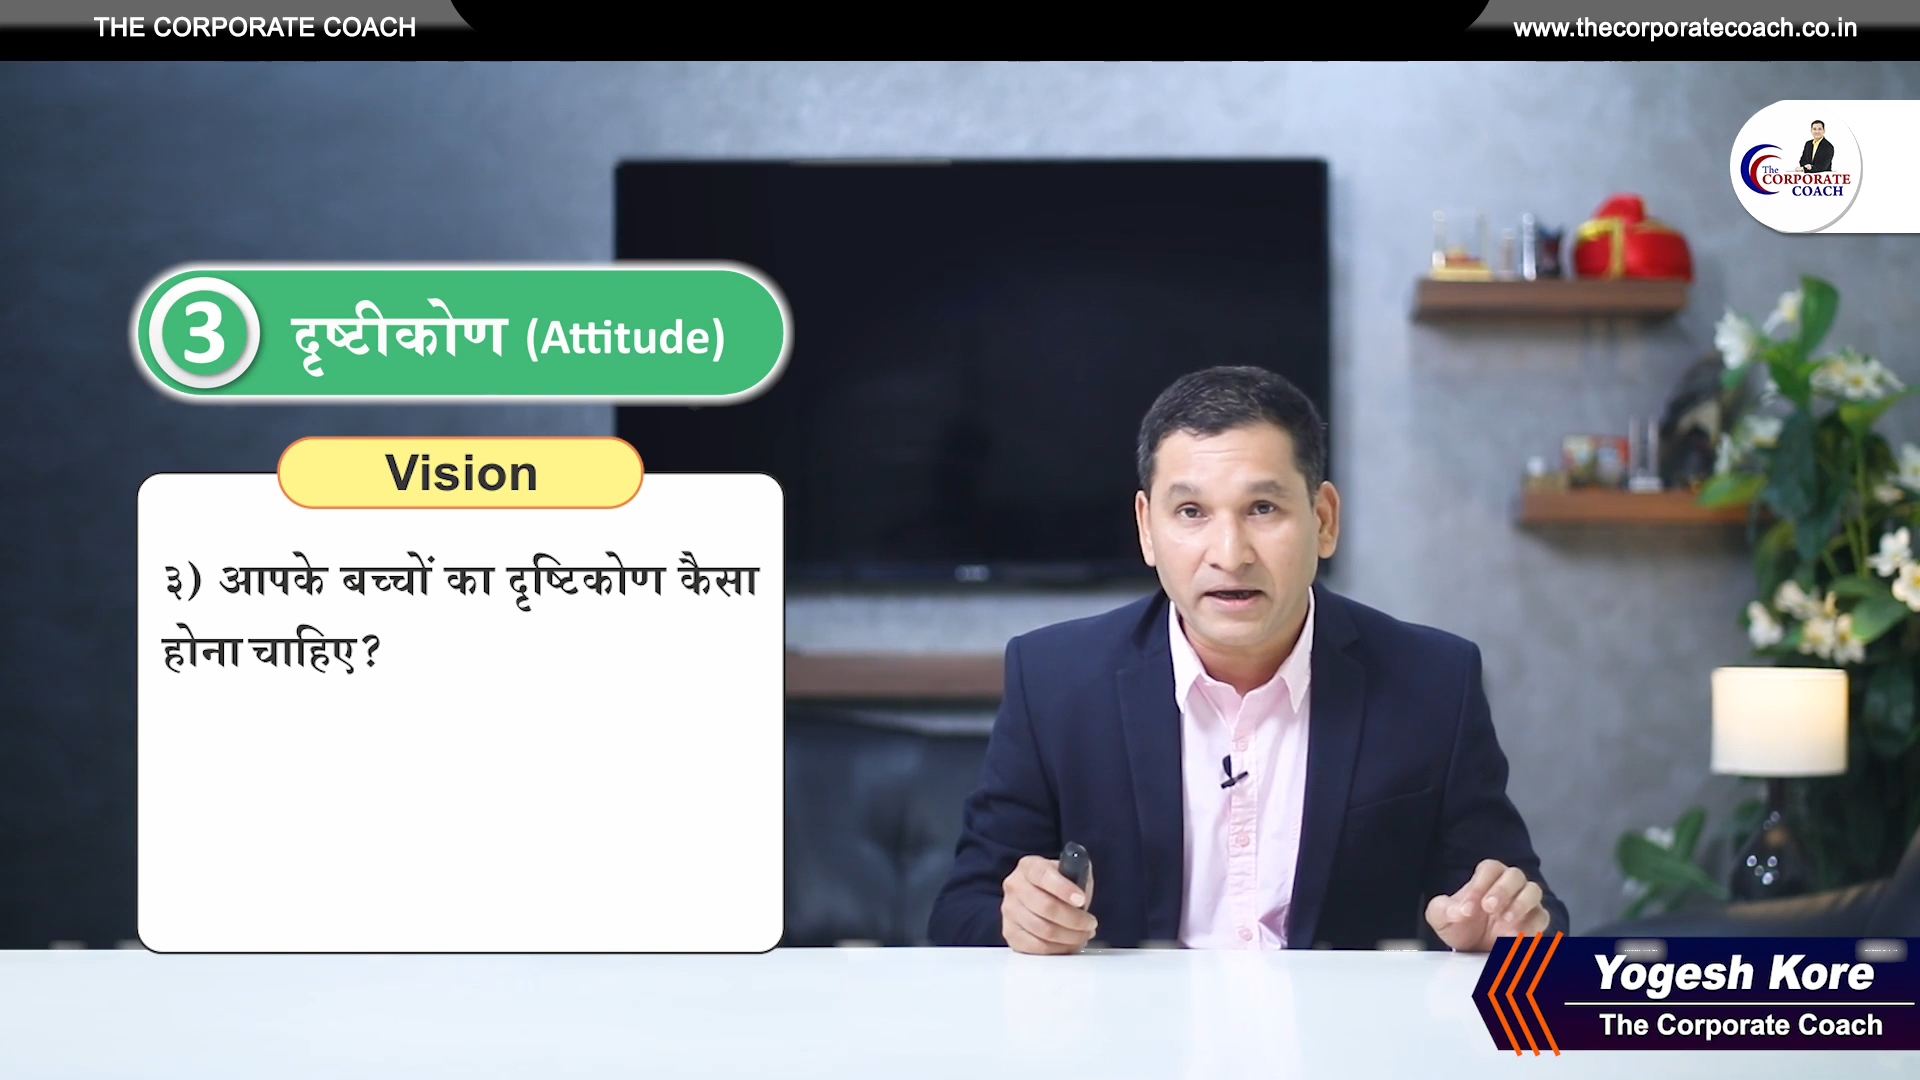 THE CORPORATE COACH
www.thecorporatecoach.co.in
The
CORPORATE
COACH
3 दृष्टीकोण (Attitude)
Vision
३) आपके बच्चों का दृष्टिकोण कैसा
होना चाहिए?
Yogesh Kore
The Corporate Coach